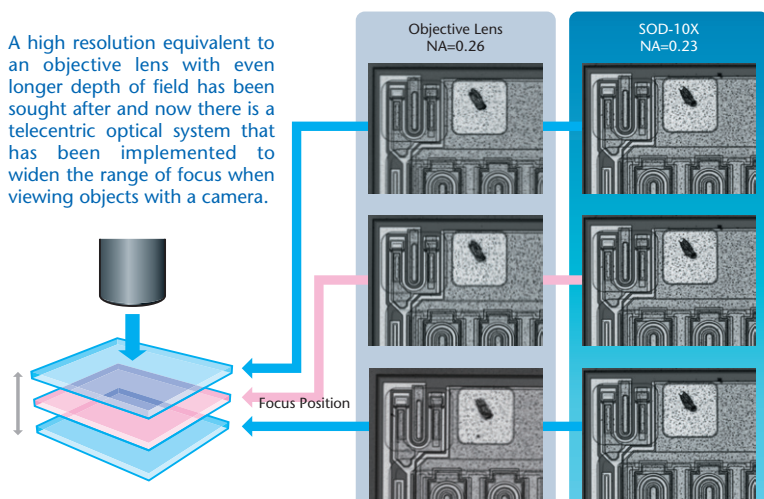 A high resolution equivalent to
an objective lens with even
longer depth of field has been
sought after and now there is a
telecentric optical system that
has been implemented to
widen the range of focus when
viewing objects with a camera.
Objective Lens
NA=0.26
SOD-10X
NA=0.23
Focus Position